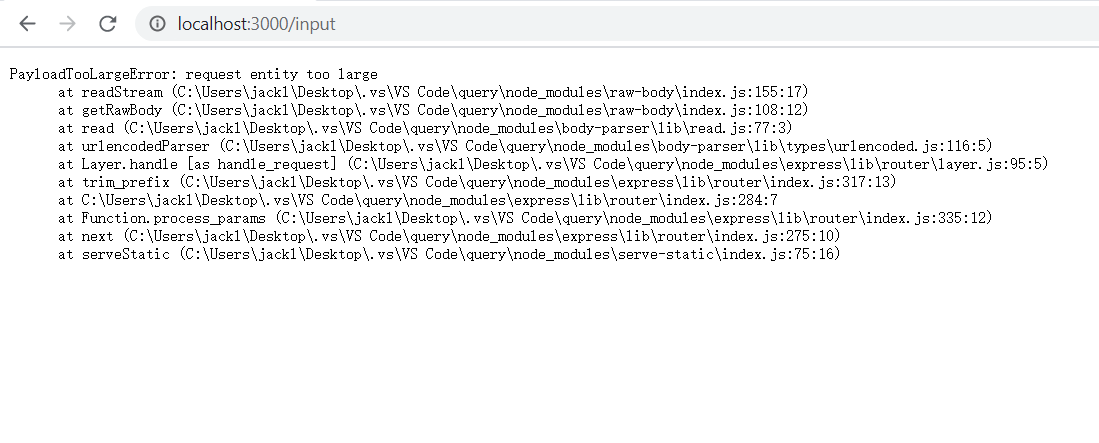 localhost:3000/input
PayloadTooLargeError: request entity too large
at readStream (C:\Users\jack1\Desktop\.vs\VS Code\query\node_modules\raw-body\index.js:155:17)
at getRawBody (C:\Users\jack1\Desktop\.vs\VS Code\query\node_modules\raw-body\index.js:108:12)
at read (C:\Users\jack1\Desktop\.vs\VS Code\query\node_modules\body-parser\lib\read.js:77:3)
at urlencodedParser (C:\Users\jack1\Desktop\.vs\VS Code\query\node_modules\body-parser\lib\types\urlencoded.js:116:5)
at Layer.handle [as handle_request] (C:\Users\jack1\Desktop\.vs\VS Code\query\node_modules\express\lib\router\layer.js:95:5)
at trim_prefix (C:\Users\jack1\Desktop\.vs\VS Code\query\node_modules\express\lib\router\index.js:317:13)
at C:\Users\jack1\Desktop\.vs\VS Code\query\node_modules\express\lib\router\index.js:284:7
at Function.process_params (C:\Users\jack1\Desktop\.vs\VS Code\query\node_modules\express\lib\router\index.js:335:12)
at next (C:\Users\jack1\Desktop\.vs\VS Code\query\node_modules\express\lib\router\index.js:275:10)
at serveStatic (C:\Users\jack1\Desktop\.vs\VS Code\query\node_modules\serve-static\index.js:75:16)